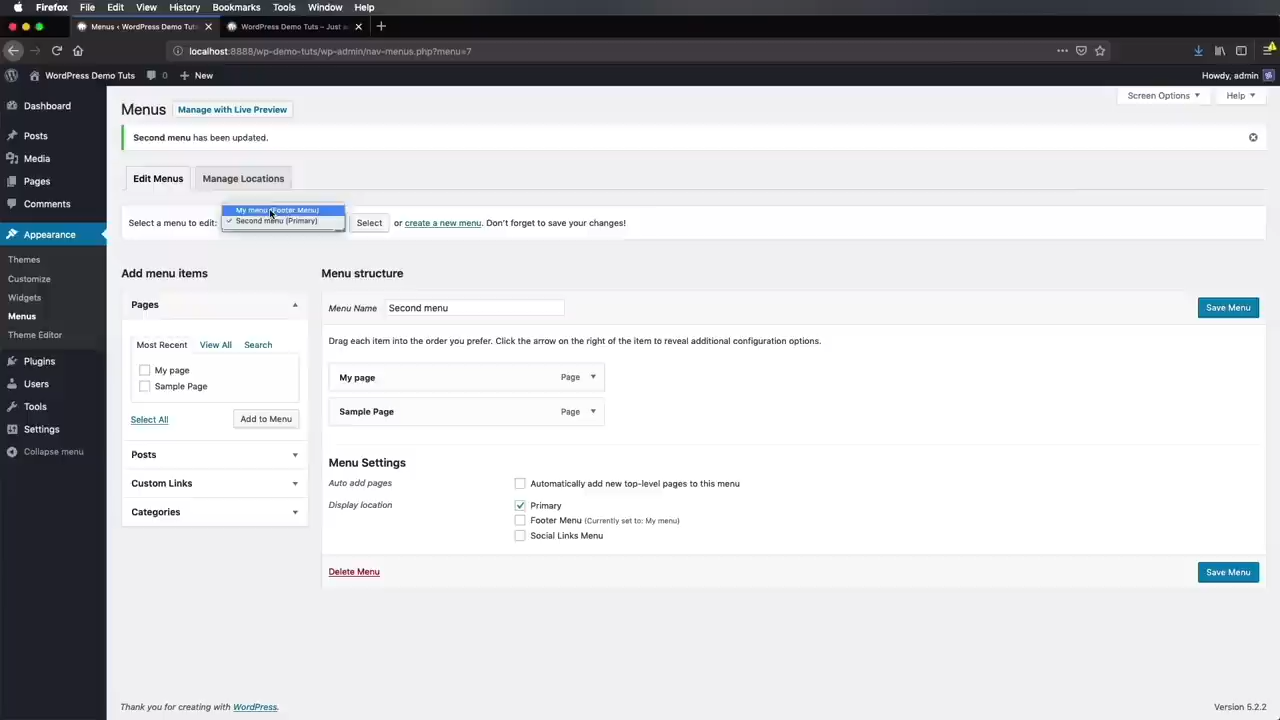 Firefox File Edit View History Bookmarks Tools Window Help
Menus ‹ WordPress Demo Tuts
WordPress Demo Tuts – Just a
localhost:8888/wp-demo-tuts/wp-admin/nav-menus.php?menu=7
WordPress Demo Tuts 0 New Howdy, admin
Screen Options Help
Dashboard
Posts
Media
Pages
Comments
Appearance
Themes
Customize
Widgets
Menus
Theme Editor
Plugins
Users
Tools
Settings
Collapse menu
Menus Manage with Live Preview
Second menu has been updated.
Edit Menus Manage Locations
My menu (Footer Menu)
Second menu (Primary)
Select a menu to edit: Select or create a new menu. Don't forget to save your changes!
Add menu items
Pages
Most Recent View All Search
My page
Sample Page
Select All Add to Menu
Posts
Custom Links
Categories
Menu structure
Menu Name Second menu Save Menu
Drag each item into the order you prefer. Click the arrow on the right of the item to reveal additional configuration options.
My page Page
Sample Page Page
Menu Settings
Auto add pages Automatically add new top-level pages to this menu
Display location Primary
Footer Menu (Currently set to: My menu)
Social Links Menu
Delete Menu Save Menu
Thank you for creating with WordPress. Version 5.2.2